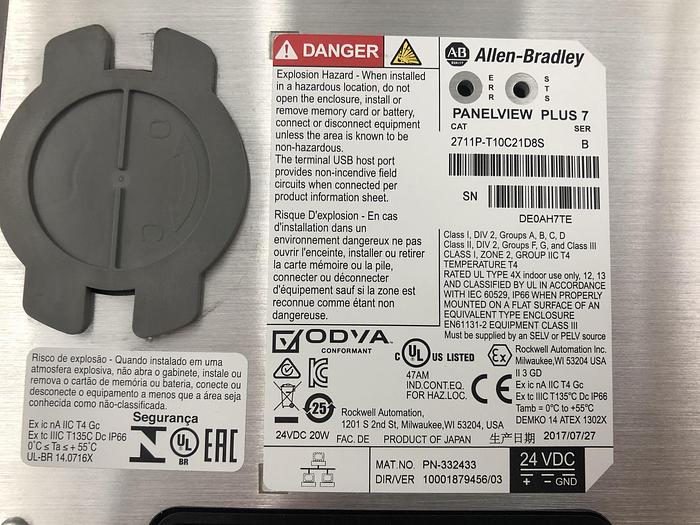 DANGER
Explosion Hazard - When installed
in a hazardous location, do not
open the enclosure, install or
remove memory card or battery,
connect or disconnect equipment
unless the area is known to be
non-hazardous.
The terminal USB host port
provides non-incendive field
circuits when connected per
product information sheet.
Risque D'explosion - En cas
d'installation dans un
environnement dangereux ne pas
ouvrir l'enceinte, installer ou retirer
la carte mémoire ou la pile,
connecter ou déconnecter
équipement sauf si la zone est
reconnue comme étant non
dangereuse.
AB Allen-Bradley
QUALITY
ERR
STS
PANELVIEW PLUS 7
CAT SER
2711P-T10C21D8S B
SN
DE0AH7TE
Class I, DIV 2, Groups A, B, C, D
Class II, DIV 2, Groups F, G, and Class III
CLASS I, ZONE 2, GROUP IIC T4
TEMPERATURE T4
RATED UL TYPE 4X indoor use only, 12, 13
AND CLASSIFIED BY UL IN ACCORDANCE
WITH IEC 60529, IP66 WHEN PROPERLY
MOUNTED ON A FLAT SURFACE OF AN
EQUIVALENT TYPE ENCLOSURE
EN61131-2 EQUIPMENT CLASS III
Must be supplied by an SELV or PELV source
ODVA
CONFORMANT
C UL US LISTED
47AM
IND.CONT.EQ.
FOR HAZ.LOC.
CE
Ex
Rockwell Automation Inc.
Milwaukee,WI 53204 USA
II 3 GD
Ex ic nA IIC T4 Gc
Ex tc IIIC T135°C Dc IP66
Tamb = 0°C to +55°C
DEMKO 14 ATEX 1302X
25
Rockwell Automation,
1201 S 2nd St, Milwaukee,WI 53204, USA
24VDC 20W FAC. DE PRODUCT OF JAPAN 生产日期 2017/07/27
MAT.NO. PN-332433
DIR/VER 10001879456/03
24 VDC
+ - GND
Risco de explosão - Quando instalado em uma
atmosfera explosiva, não abra o gabinete, instale ou
remova o cartão de memória ou bateria, conecte ou
desconecte o equipamento a menos que a área seja
conhecida como não-classificada.
Segurança
Ex ic nA IIC T4 Gc
Ex tc IIIC T135C Dc IP66
0°C ≤ Ta ≤ + 55°C
UL-BR 14.0716X
UL
BR
EAC